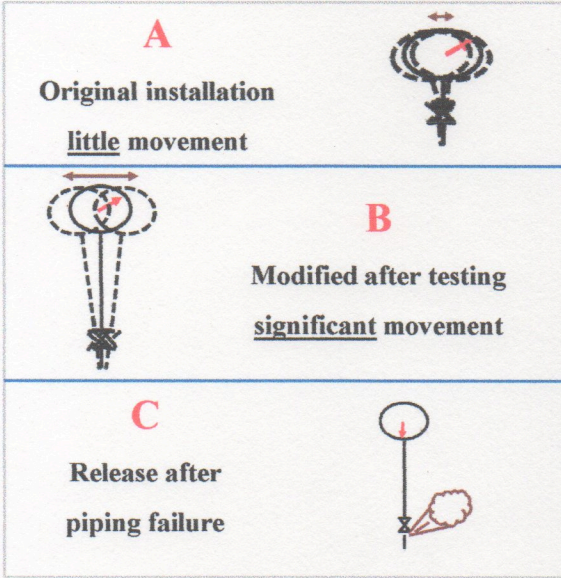 A
Original installation
little movement
B
Modified after testing
significant movement
C
Release after
piping failure